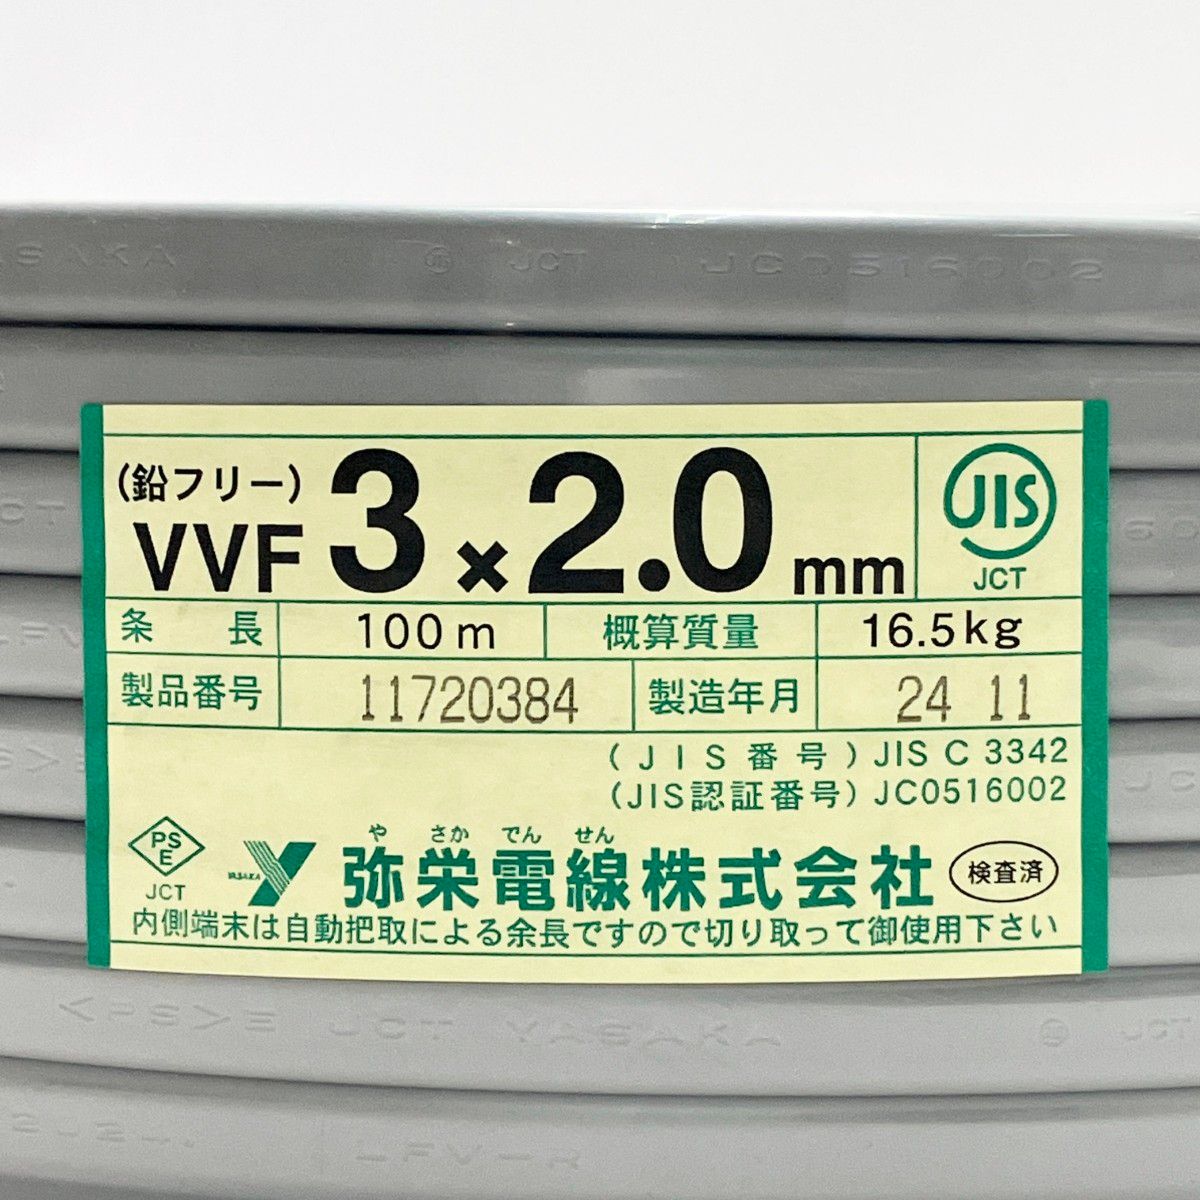 JCT JC0516002
(鉛フリー)
VVF 3×2.0mm
JIS
JCT
条長 100m 概算質量 16.5kg
製品番号 11720384 製造年月 24 11
(JIS番号) JIS C 3342
(JIS認証番号) JC0516002
PS
E
JCT
YASAKA
や さか でん せん
弥栄電線株式会社
検査済
内側端末は自動把取による余長ですので切り取って御使用下さい